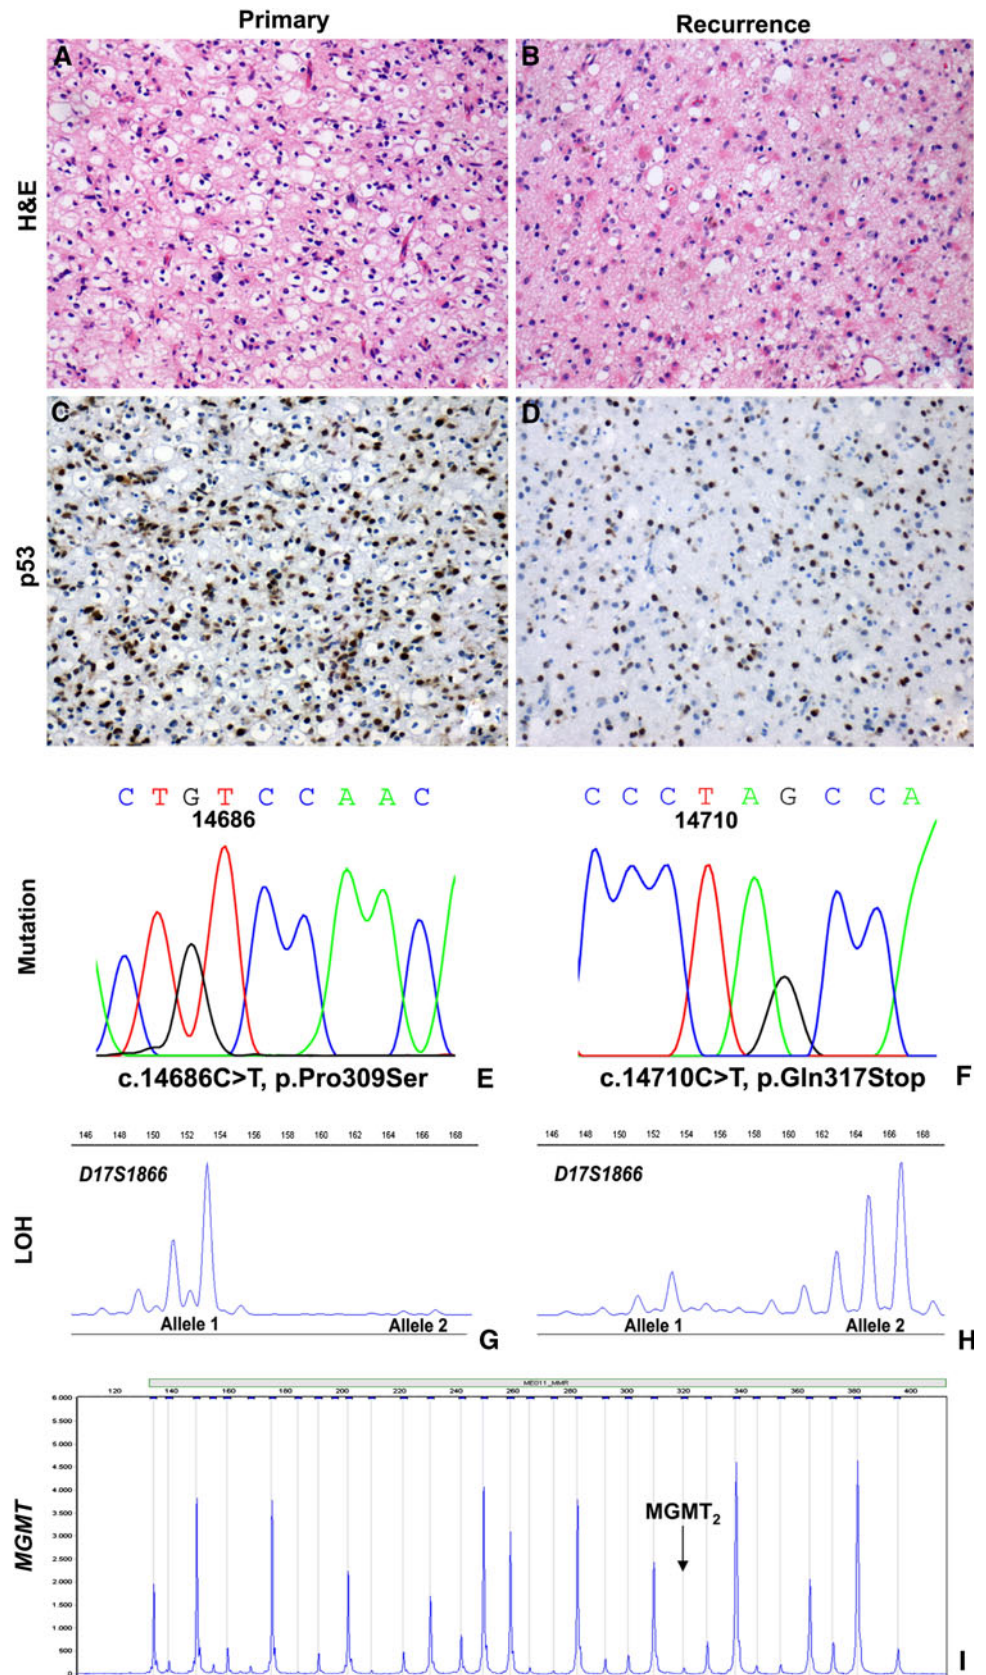 Primary
Recurrence
A
B
H&E
C
D
p53
C T G T C C A A C
14686
C C C T A G C C A
14710
Mutation
c.14686C>T, p.Pro309Ser
E
c.14710C>T, p.Gln317Stop
F
146 148 150 152 154 156 158 160 162 164 166 168
146 148 150 152 154 156 158 160 162 164 166 168
D17S1866
D17S1866
LOH
Allele 1
Allele 2
G
Allele 1
Allele 2
H
120 140 160 180 200 220 240 260 280 300 320 340 360 380 400
6.000
5.500
5.000
4.500
4.000
3.500
3.000
2.500
2.000
1.500
1.000
500
0
MGMT
MGMT2
I